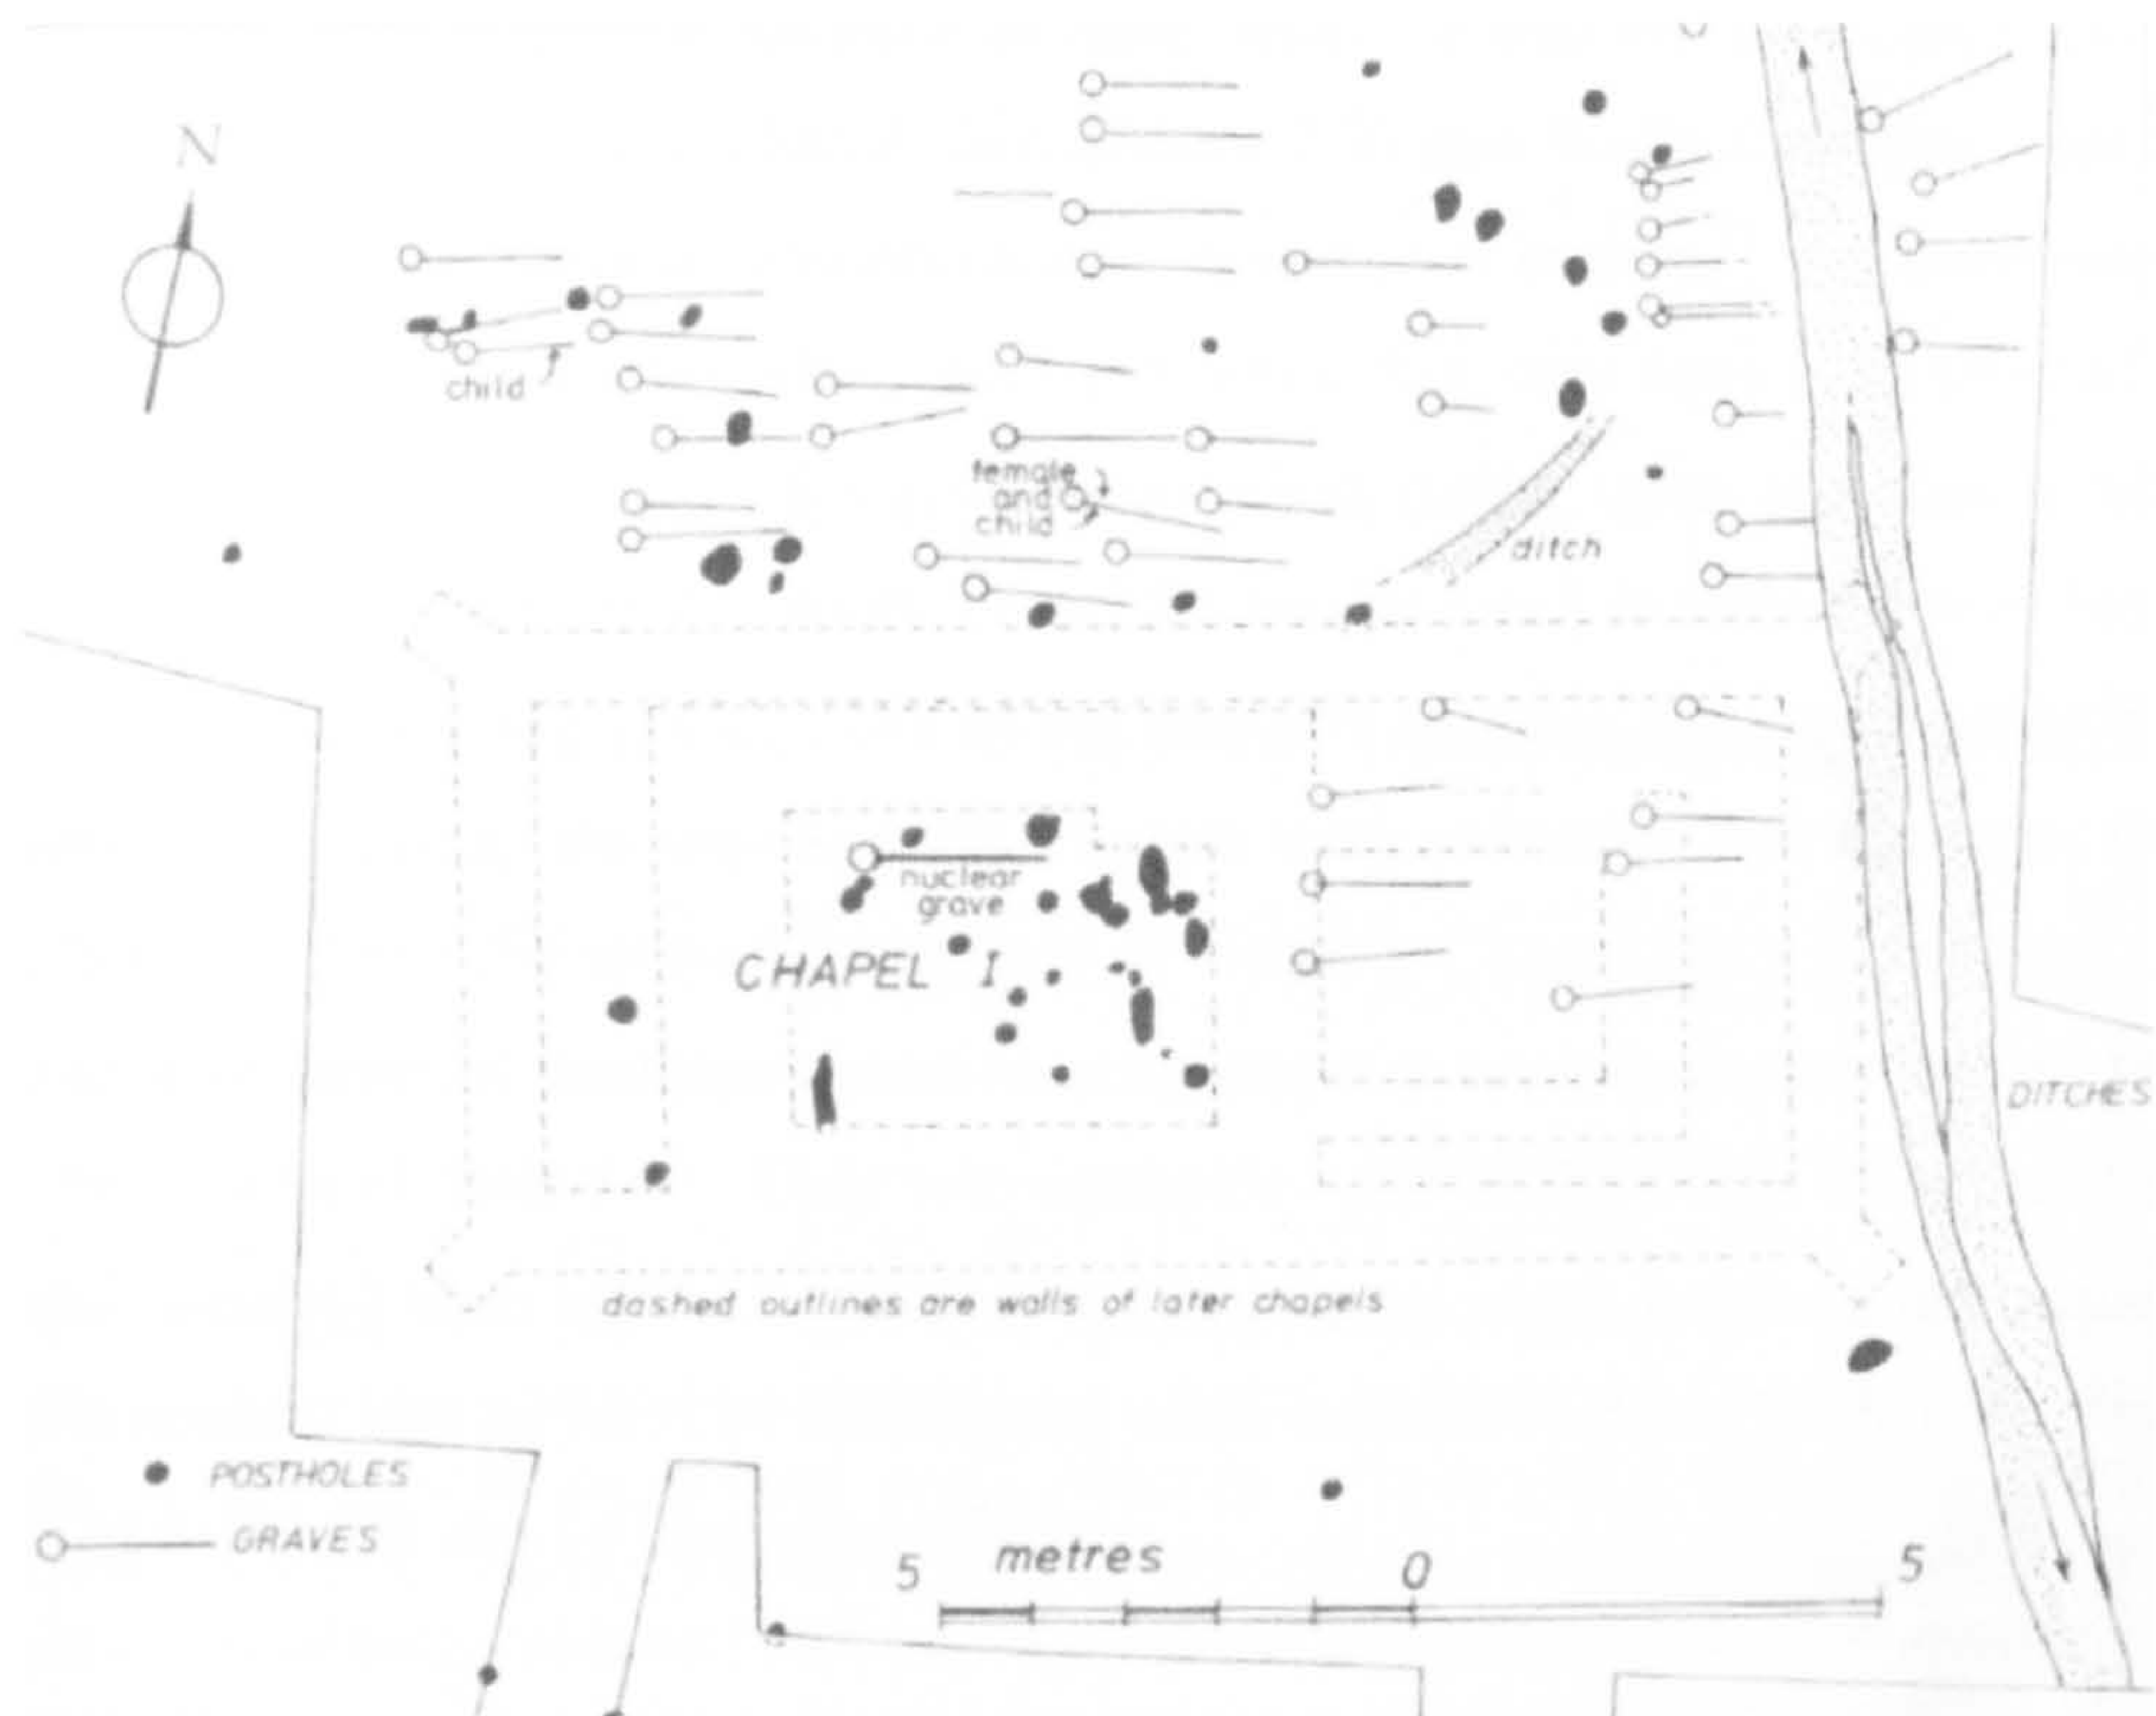 N
child
female
and
child
ditch
nuclear
grave
CHAPEL I
DITCHES
dashed outlines are walls of later chapels
POSTHOLES
GRAVES
5 metres 0 5